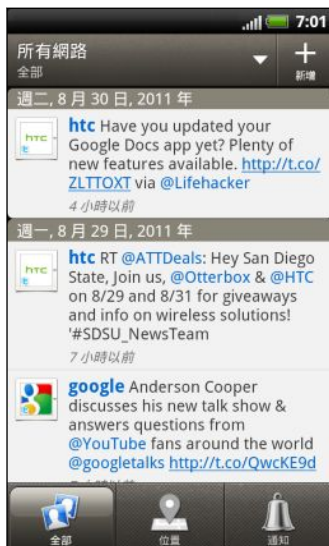 7:01
所有網路
全部
新增
週二, 8 月 30 日, 2011 年
htc Have you updated your
Google Docs app yet? Plenty of
new features available. http://t.co/
ZLTTOXT via @Lifehacker
4 小時以前
週一, 8 月 29 日, 2011 年
htc RT @ATTDeals: Hey San Diego
State, Join us, @Otterbox & @HTC
on 8/29 and 8/31 for giveaways
and info on wireless solutions!
'#SDSU_NewsTeam
7 小時以前
google Anderson Cooper
discusses his new talk show &
answers questions from
@YouTube fans around the world
@googletalks http://t.co/QwcKE9d
全部
位置
通知